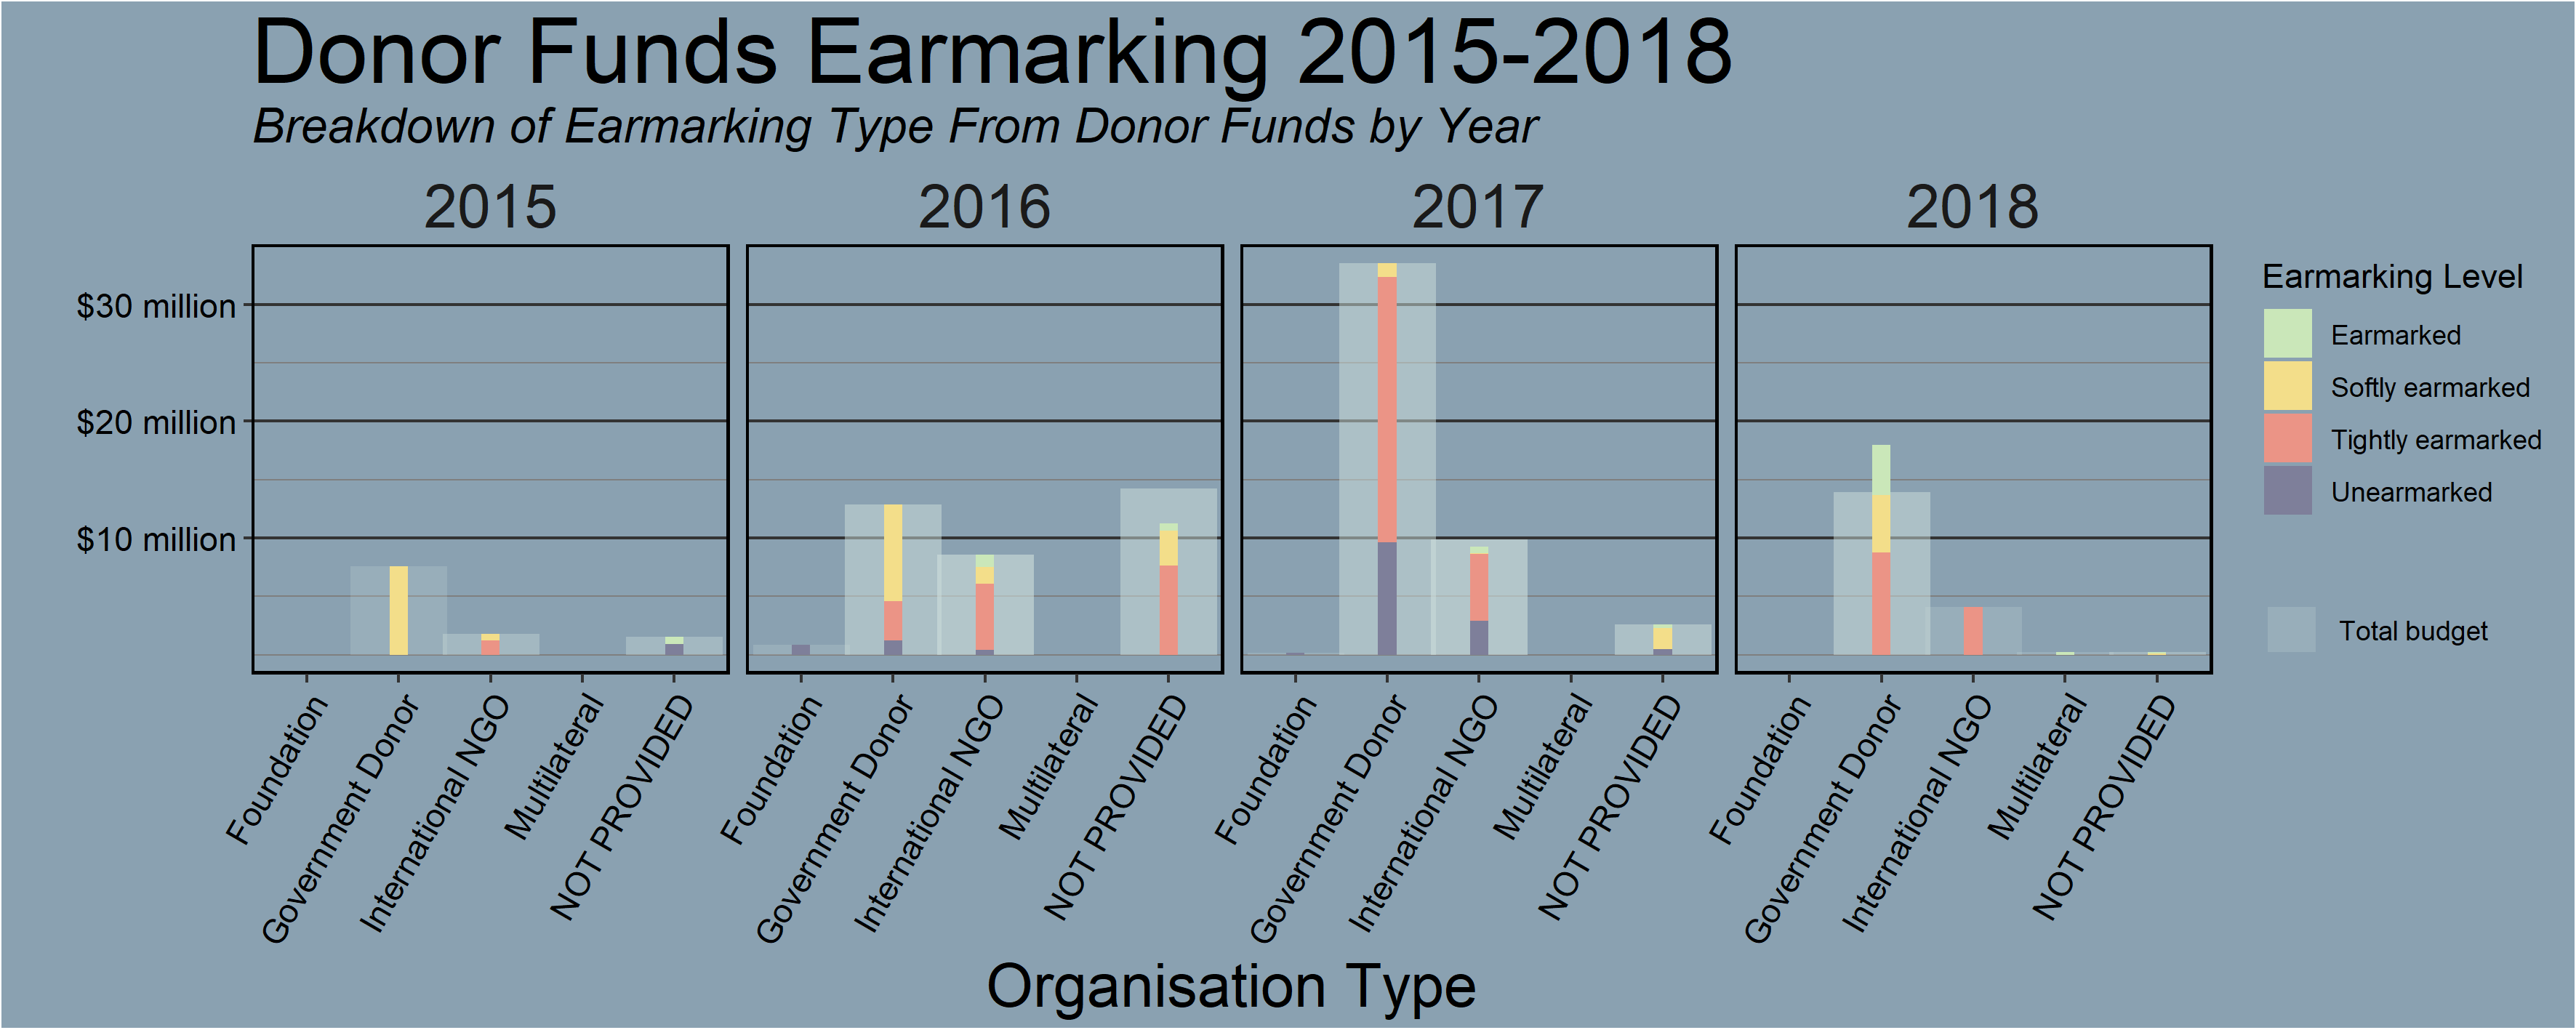 Donor Funds Earmarking 2015-2018
Breakdown of Earmarking Type From Donor Funds by Year
2015
2016
2017
2018
$30 million
$20 million
$10 million
Foundation
Government Donor
International NGO
Multilateral
NOT PROVIDED
Foundation
Government Donor
International NGO
Multilateral
NOT PROVIDED
Foundation
Government Donor
International NGO
Multilateral
NOT PROVIDED
Foundation
Government Donor
International NGO
Multilateral
NOT PROVIDED
Organisation Type
Earmarking Level
Earmarked
Softly earmarked
Tightly earmarked
Unearmarked
Total budget